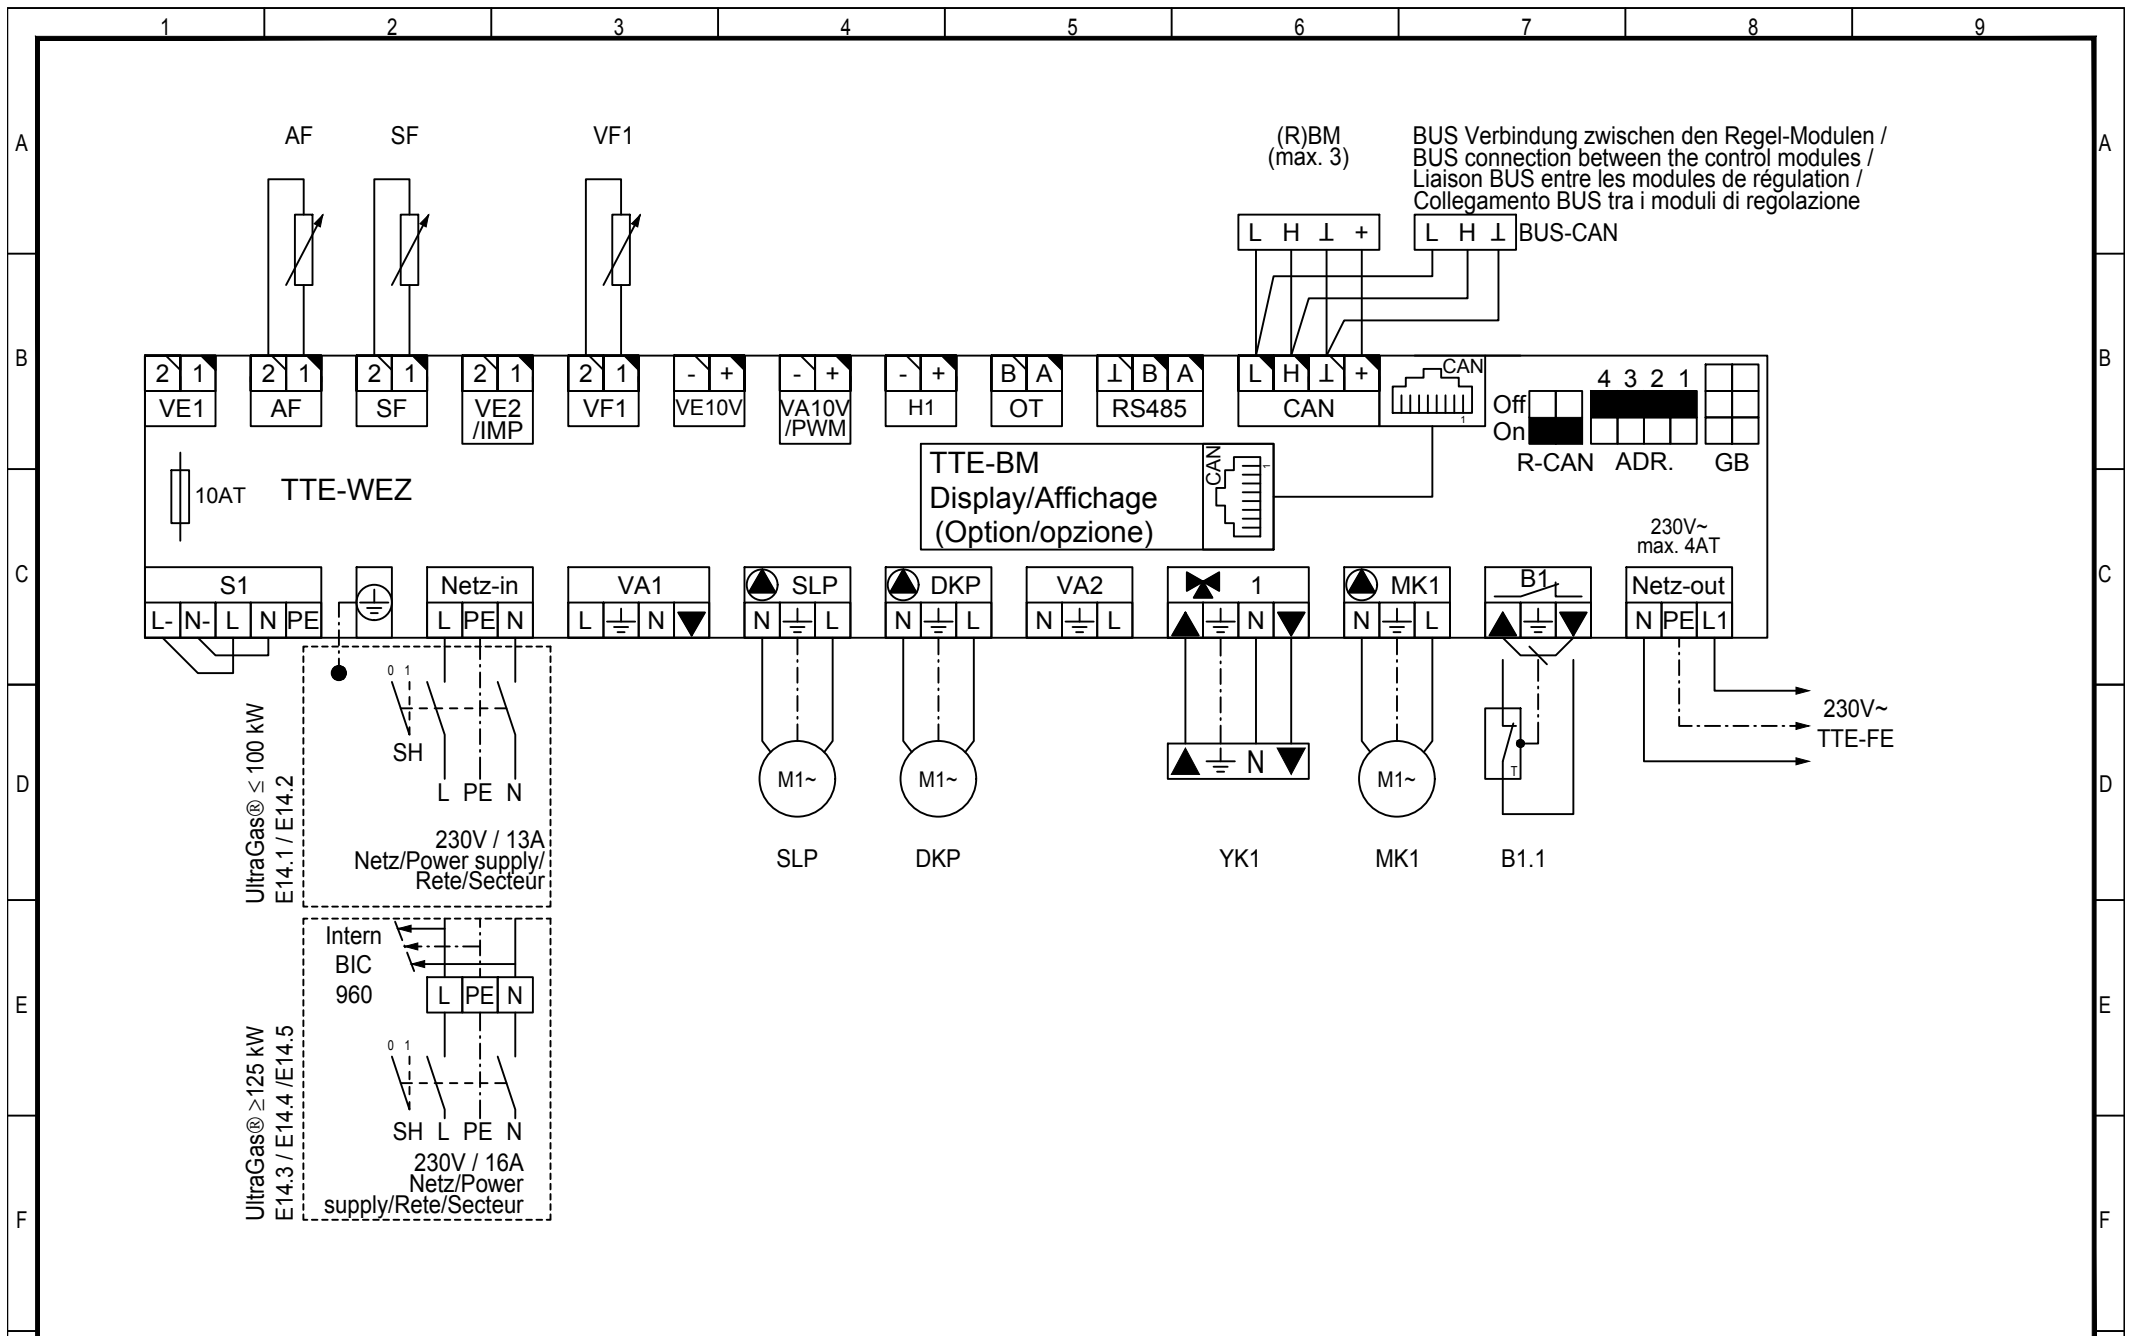 1 2 3 4 5 6 7 8 9
A A
AF SF VF1 (R)BM BUS Verbindung zwischen den Regel-Modulen /
(max. 3) BUS connection between the control modules /
Liaison BUS entre les modules de régulation /
Collegamento BUS tra i moduli di regolazione
L H ⊥ + L H ⊥ BUS-CAN
B B
2 1 2 1 2 1 2 1 2 1 - + - + - + B A ⊥ B A L H ⊥ + CAN 4 3 2 1
VE1 AF SF VE2 VF1 VE10V VA10V H1 OT RS485 CAN Off
/IMP /PWM 1 On
R-CAN ADR. GB
TTE-BM CAN 1
10AT TTE-WEZ Display/Affichage
(Option/opzione)
230V~
max. 4AT
C C
S1 Netz-in VA1 SLP DKP VA2 1 MK1 B1 Netz-out
L- N- L N PE L PE N L N N L N L N L N N L N PE L1
0 1
SH
L PE N
230V / 13A
Netz/Power supply/
Rete/Secteur
UltraGas® ≤ 100 kW
E14.1 / E14.2
D D
M1~ M1~ N M1~ T
SLP DKP YK1 MK1 B1.1
230V~
TTE-FE
E E
Intern
BIC
960
L PE N
0 1
SH L PE N
230V / 16A
Netz/Power
supply/Rete/Secteur
UltraGas® ≥125 kW
E14.3 / E14.4 /E14.5
F F